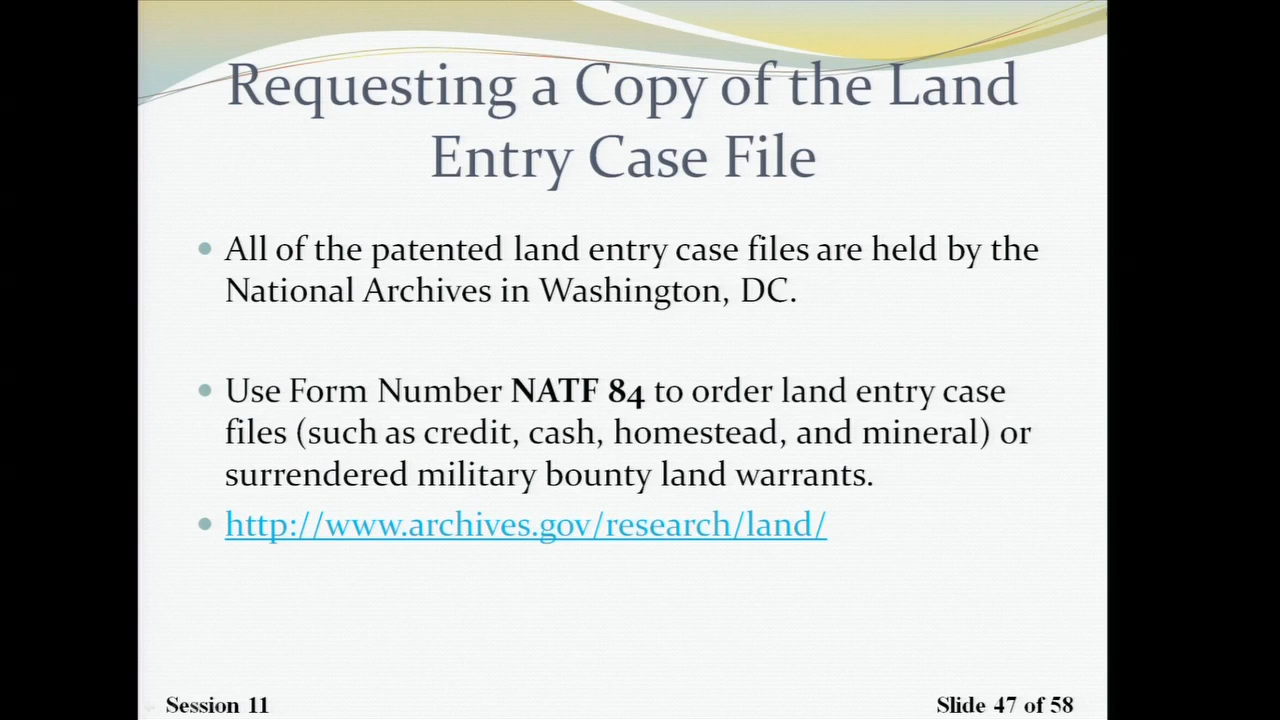 Requesting a Copy of the Land
Entry Case File
All of the patented land entry case files are held by the
National Archives in Washington, DC.
Use Form Number NATF 84 to order land entry case
files (such as credit, cash, homestead, and mineral) or
surrendered military bounty land warrants.
http://www.archives.gov/research/land/
Session 11
Slide 47 of 58